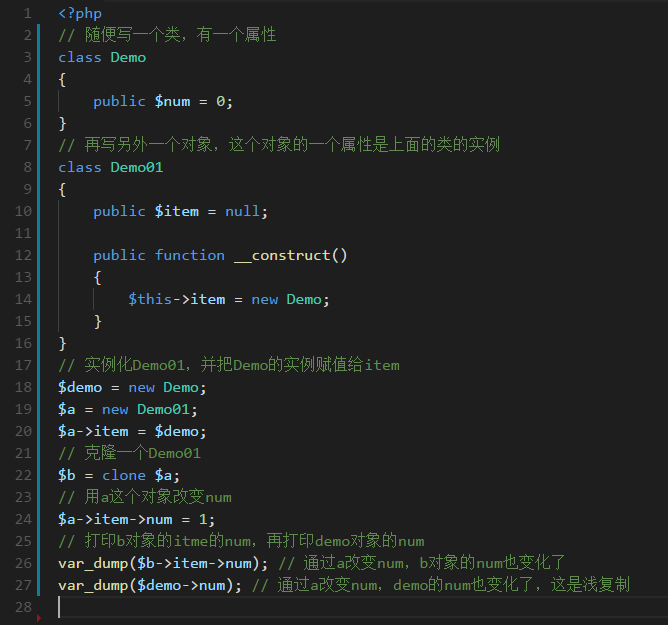 1 <?php
2 // 随便写一个类，有一个属性
3 class Demo
4 {
5     public $num = 0;
6 }
7 // 再写另外一个对象，这个对象的一个属性是上面的类的实例
8 class Demo01
9 {
10     public $item = null;
11
12     public function __construct()
13     {
14         $this->item = new Demo;
15     }
16 }
17 // 实例化Demo01，并把Demo的实例赋值给item
18 $demo = new Demo;
19 $a = new Demo01;
20 $a->item = $demo;
21 // 克隆一个Demo01
22 $b = clone $a;
23 // 用a这个对象改变num
24 $a->item->num = 1;
25 // 打印b对象的itme的num，再打印demo对象的num
26 var_dump($b->item->num); // 通过a改变num，b对象的num也变化了
27 var_dump($demo->num); // 通过a改变num，demo的num也变化了，这是浅复制
28